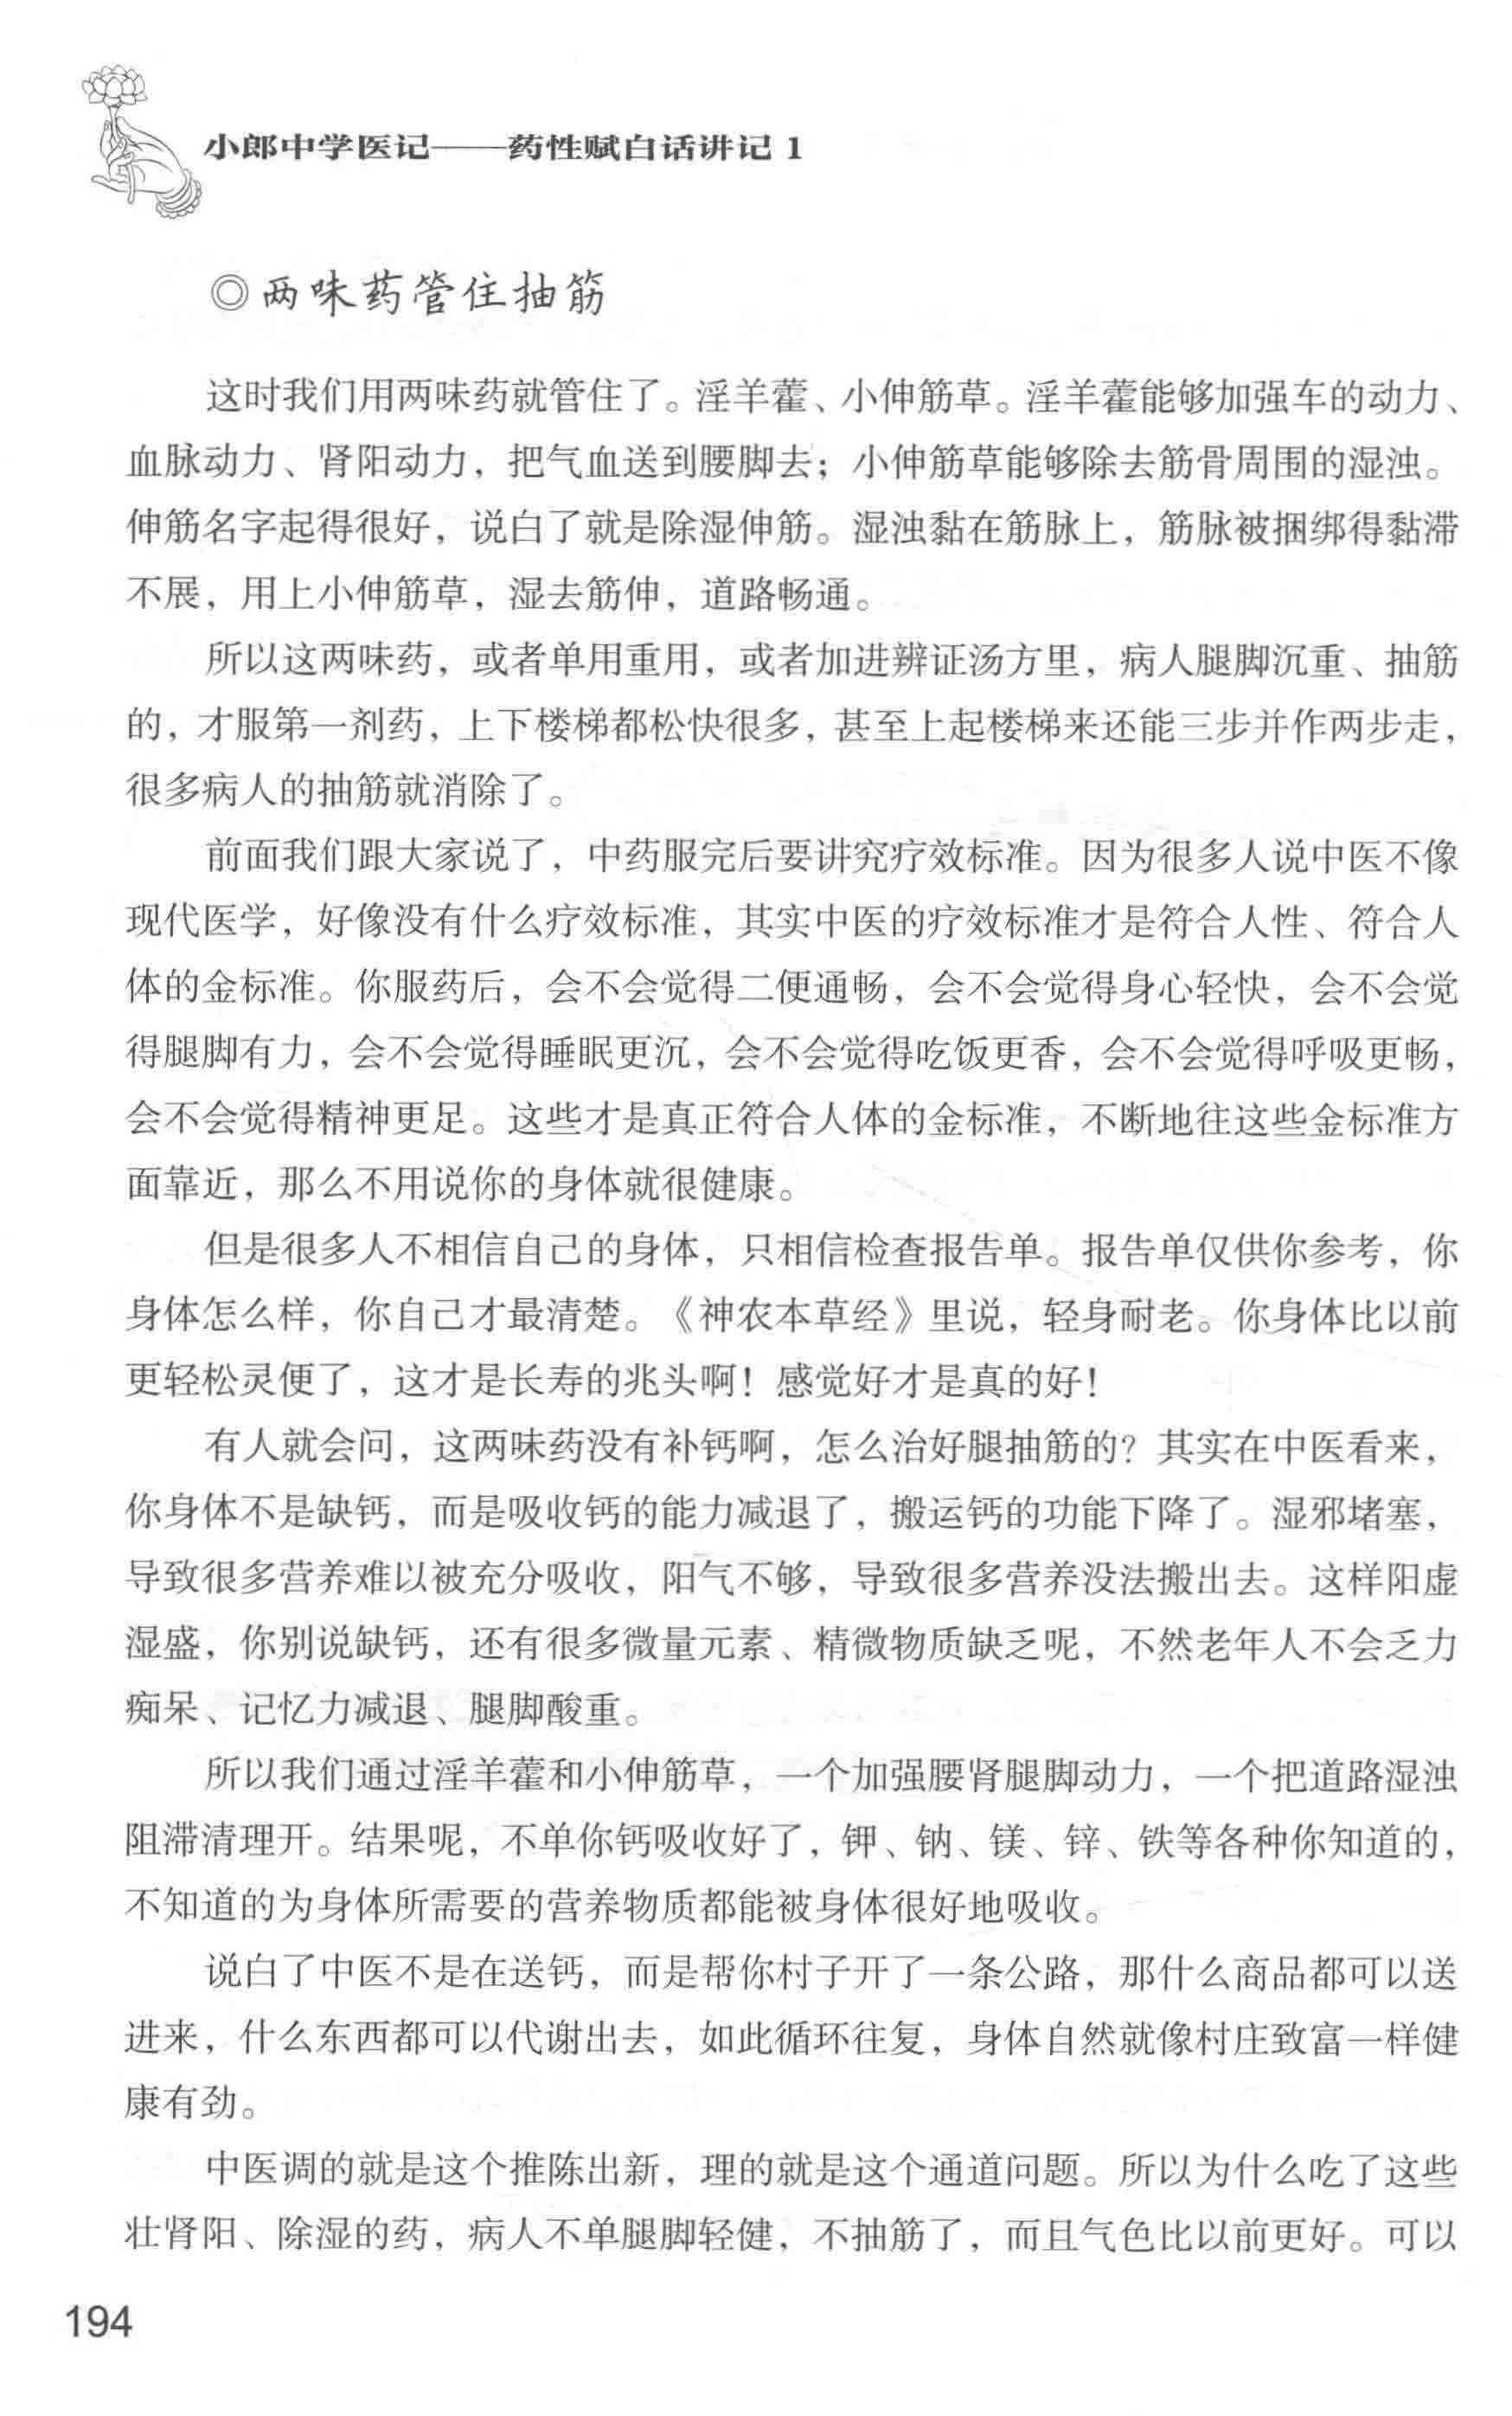 小郎中学医记——药性赋白话讲记 1
◎两味药管住抽筋
这时我们用两味药就管住了。淫羊藿、小伸筋草。淫羊藿能够加强车的动力、
血脉动力、肾阳动力，把气血送到腰脚去；小伸筋草能够除去筋骨周围的湿浊。
伸筋名字起得很好，说白了就是除湿伸筋。湿浊黏在筋脉上，筋脉被捆绑得黏滞
不展，用上小伸筋草，湿去筋伸，道路畅通。
所以这两味药，或者单用重用，或者加进辨证汤方里，病人腿脚沉重、抽筋
的，才服第一剂药，上下楼梯都松快很多，甚至上起楼梯来还能三步并作两步走，
很多病人的抽筋就消除了。
前面我们跟大家说了，中药服完后要讲究疗效标准。因为很多人说中医不像
现代医学，好像没有什么疗效标准，其实中医的疗效标准才是符合人性、符合人
体的金标准。你服药后，会不会觉得二便通畅，会不会觉得身心轻快，会不会觉
得腿脚有力，会不会觉得睡眠更沉，会不会觉得吃饭更香，会不会觉得呼吸更畅，
会不会觉得精神更足。这些才是真正符合人体的金标准，不断地往这些金标准方
面靠近，那么不用说你的身体就很健康。
但是很多人不相信自己的身体，只相信检查报告单。报告单仅供你参考，你
身体怎么样，你自己才最清楚。《神农本草经》里说，轻身耐老。你身体比以前
更轻松灵便了，这才是长寿的兆头啊！感觉好才是真的好！
有人就会问，这两味药没有补钙啊，怎么治好腿抽筋的？其实在中医看来，
你身体不是缺钙，而是吸收钙的能力减退了，搬运钙的功能下降了。湿邪堵塞，
导致很多营养难以被充分吸收，阳气不够，导致很多营养没法搬出去。这样阳虚
湿盛，你别说缺钙，还有很多微量元素、精微物质缺乏呢，不然老年人不会乏力
痴呆、记忆力减退、腿脚酸重。
所以我们通过淫羊藿和小伸筋草，一个加强腰肾腿脚动力，一个把道路湿浊
阻滞清理开。结果呢，不单你钙吸收好了，钾、钠、镁、锌、铁等各种你知道的，
不知道的为身体所需要的营养物质都能被身体很好地吸收。
说白了中医不是在送钙，而是帮你村子开了一条公路，那什么商品都可以送
进来，什么东西都可以代谢出去，如此循环往复，身体自然就像村庄致富一样健
康有劲。
中医调的就是这个推陈出新，理的就是这个通道问题。所以为什么吃了这些
壮肾阳、除湿的药，病人不单腿脚轻健，不抽筋了，而且气色比以前更好。可以
194